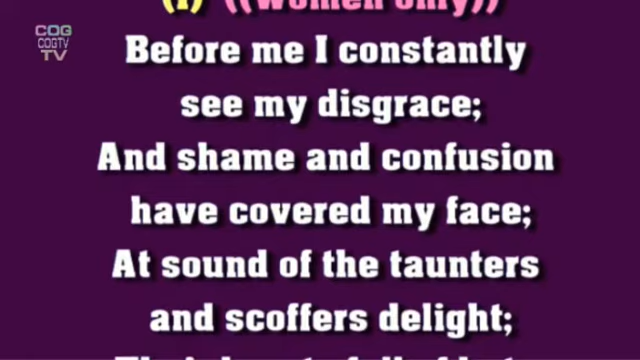 COG
COGTV
TV
(1) ((Women only))
Before me I constantly
see my disgrace;
And shame and confusion
have covered my face;
At sound of the taunters
and scoffers delight;